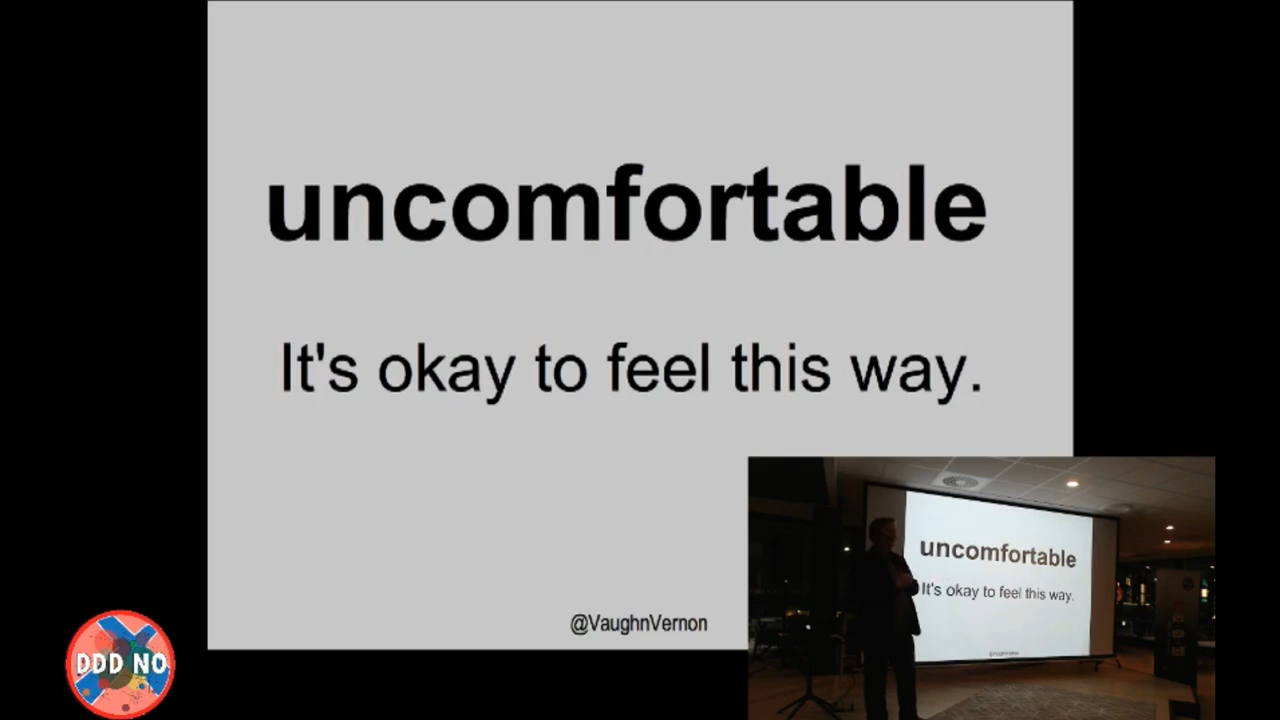 uncomfortable
It's okay to feel this way.
@VaughnVernon
uncomfortable
It's okay to feel this way.
DDD NO